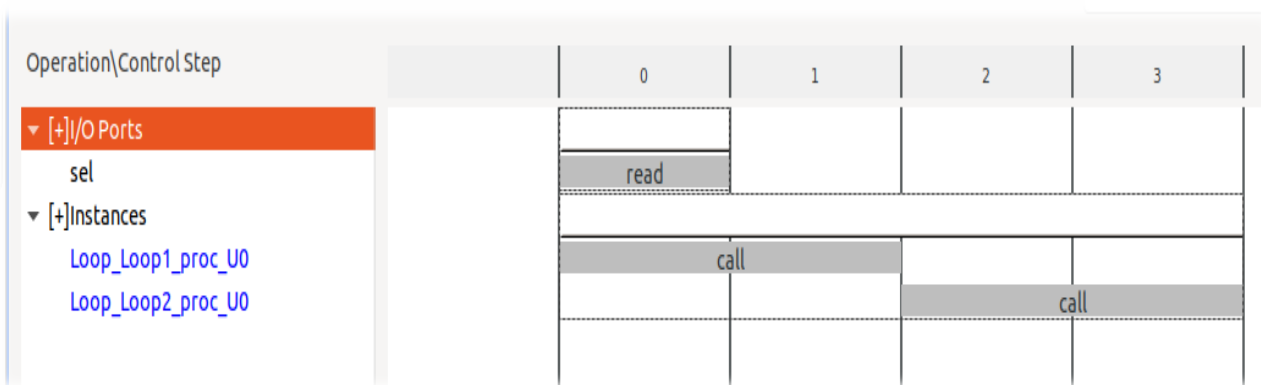 Operation\Control Step 0 1 2 3
[+]I/O Ports
sel read
[+]Instances
Loop_Loop1_proc_U0 call
Loop_Loop2_proc_U0 call